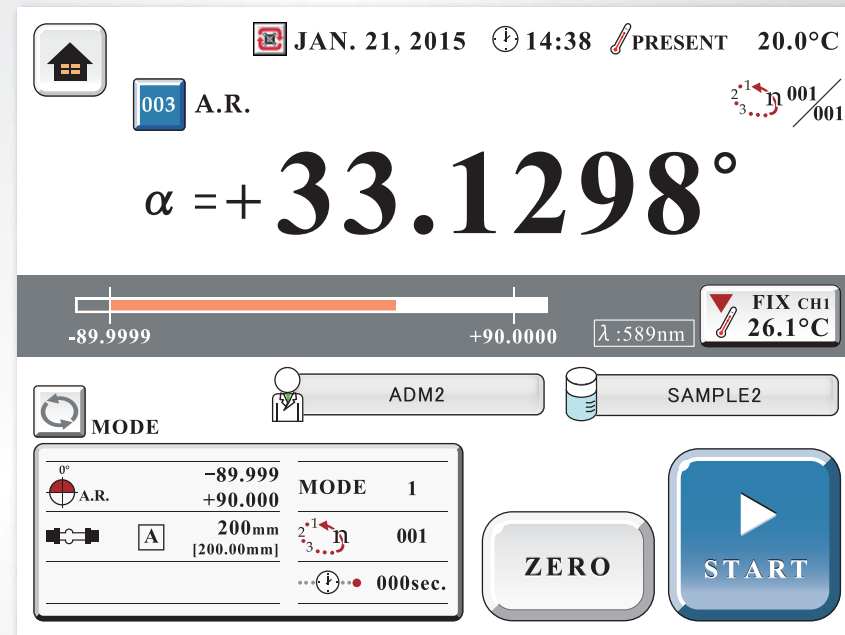 JAN. 21, 2015 14:38 PRESENT 20.0°C
003 A.R.
1 2 3 n 001/001
α =+33.1298°
-89.9999 +90.0000
λ:589nm
FIX CH1
26.1°C
ADM2
SAMPLE2
MODE
0°
A.R.
-89.999
+90.000
MODE 1
A 200mm
[200.00mm]
1 2 3 n 001
000sec.
ZERO
START